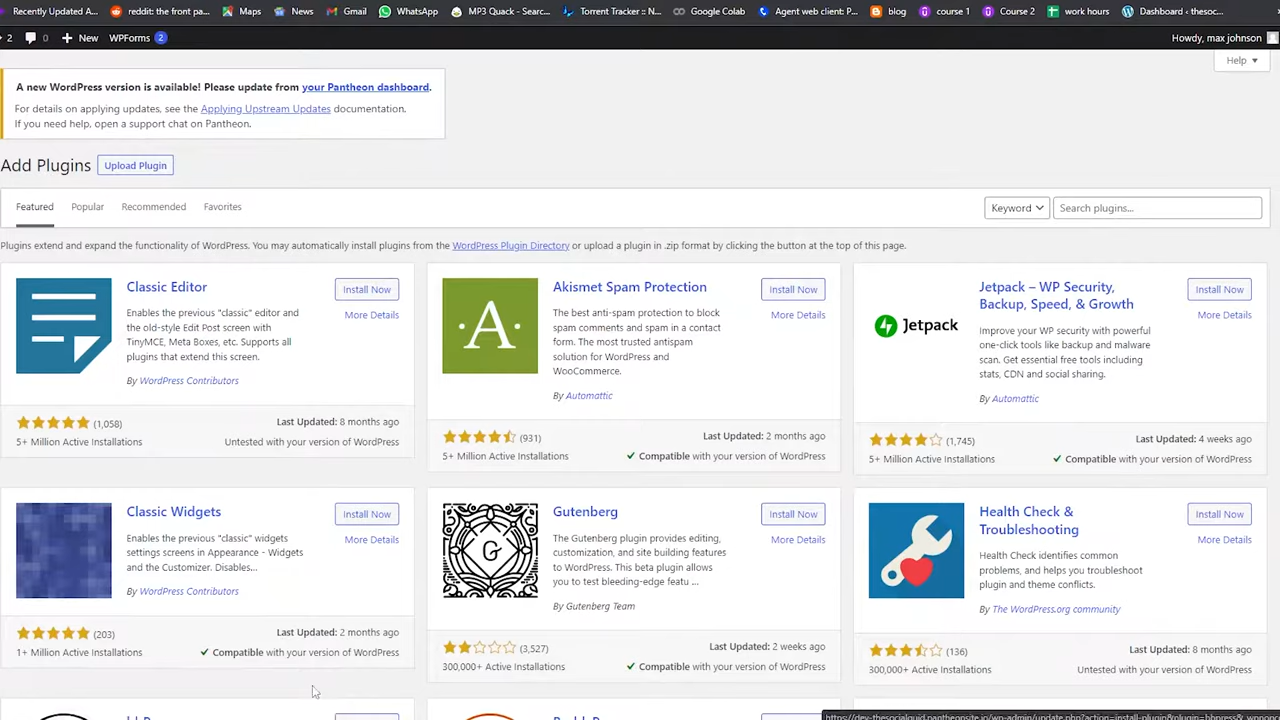 Recently Updated A...
reddit: the front pa...
Maps
News
Gmail
WhatsApp
MP3 Quack - Searc...
Torrent Tracker :: N...
Google Colab
Agent web client: P...
blog
course 1
Course 2
work hours
Dashboard ‹ thesoc...
2
0
New
WPForms 2
Howdy, max johnson
Help
A new WordPress version is available! Please update from your Pantheon dashboard.
For details on applying updates, see the Applying Upstream Updates documentation.
If you need help, open a support chat on Pantheon.
Add Plugins
Upload Plugin
Featured
Popular
Recommended
Favorites
Keyword
Search plugins...
Plugins extend and expand the functionality of WordPress. You may automatically install plugins from the WordPress Plugin Directory or upload a plugin in .zip format by clicking the button at the top of this page.
Classic Editor
Install Now
More Details
Enables the previous "classic" editor and
the old-style Edit Post screen with
TinyMCE, Meta Boxes, etc. Supports all
plugins that extend this screen.
By WordPress Contributors
(1,058)
Last Updated: 8 months ago
5+ Million Active Installations
Untested with your version of WordPress
·A·
Akismet Spam Protection
Install Now
More Details
The best anti-spam protection to block
spam comments and spam in a contact
form. The most trusted antispam
solution for WordPress and
WooCommerce.
By Automattic
(931)
Last Updated: 2 months ago
5+ Million Active Installations
Compatible with your version of WordPress
Jetpack
Jetpack – WP Security,
Backup, Speed, & Growth
Install Now
More Details
Improve your WP security with powerful
one-click tools like backup and malware
scan. Get essential free tools including
stats, CDN and social sharing.
By Automattic
(1,745)
Last Updated: 4 weeks ago
5+ Million Active Installations
Compatible with your version of WordPress
Classic Widgets
Install Now
More Details
Enables the previous "classic" widgets
settings screens in Appearance - Widgets
and the Customizer. Disables...
By WordPress Contributors
(203)
Last Updated: 2 months ago
1+ Million Active Installations
Compatible with your version of WordPress
G
Gutenberg
Install Now
More Details
The Gutenberg plugin provides editing,
customization, and site building features
to WordPress. This beta plugin allows
you to test bleeding-edge featu ...
By Gutenberg Team
(3,527)
Last Updated: 2 weeks ago
300,000+ Active Installations
Compatible with your version of WordPress
Health Check &
Troubleshooting
Install Now
More Details
Health Check identifies common
problems, and helps you troubleshoot
plugin and theme conflicts.
By The WordPress.org community
(136)
Last Updated: 8 months ago
300,000+ Active Installations
Untested with your version of WordPress